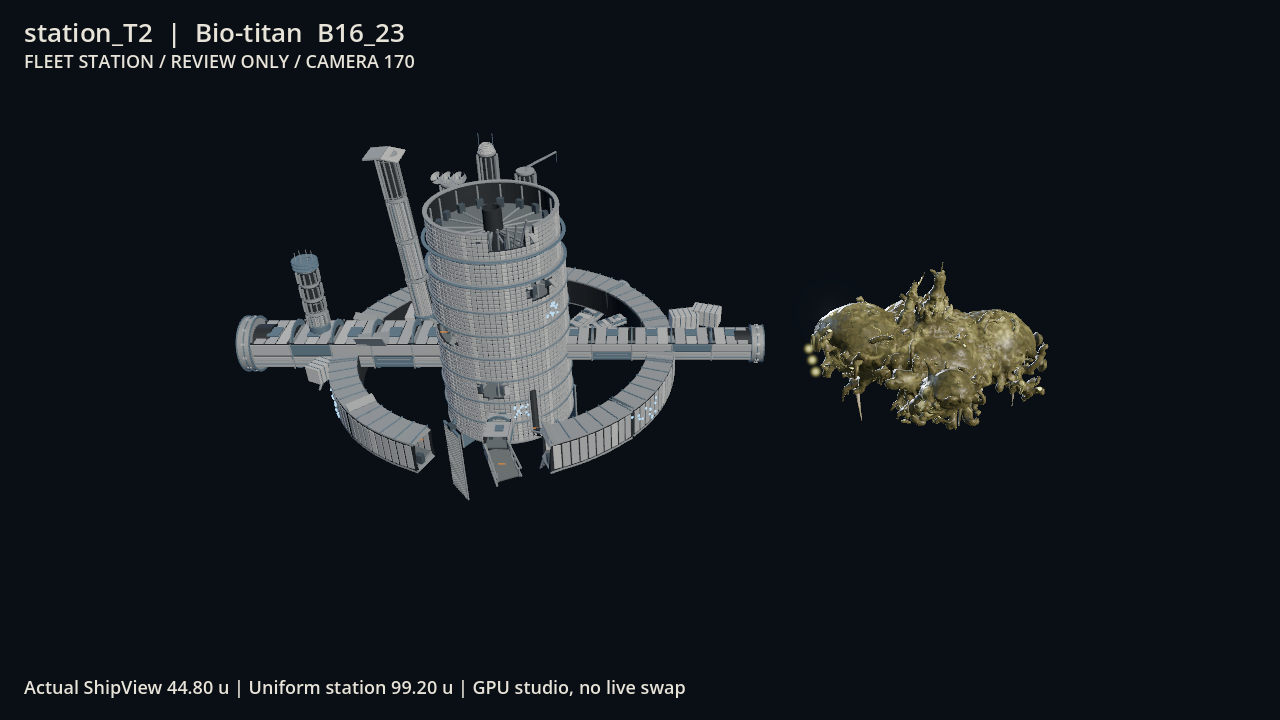 station_T2 | Bio-titan B16_23
FLEET STATION / REVIEW ONLY / CAMERA 170
Actual ShipView 44.80 u | Uniform station 99.20 u | GPU studio, no live swap